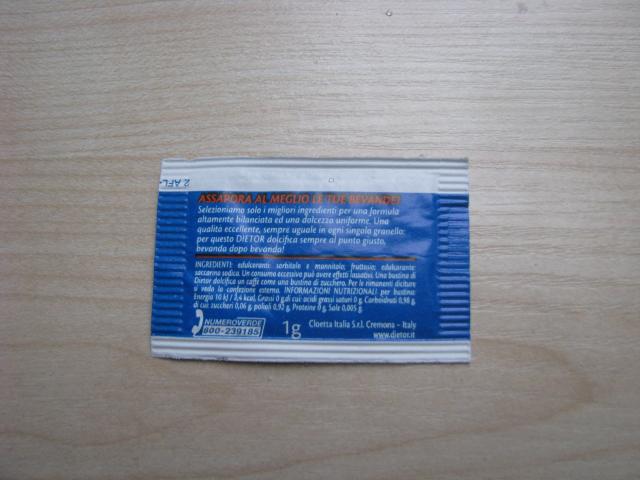 2 AFL
ASSAPORA AL MEGLIO LE TUE BEVANDE!
Selezioniamo solo i migliori ingredienti per una formula
altamente bilanciata ed una dolcezza uniforme. Una
qualità eccellente, sempre uguale in ogni singolo granello:
per questo DIETOR dolcifica sempre al punto giusto,
bevanda dopo bevanda!
INGREDIENTI: edulcoranti: sorbitolo e mannitolo; fruttosio; edulcorante:
saccarina sodica. Un consumo eccessivo può avere effetti lassativi. Una bustina di
Dietor dolcifica un caffè come una bustina di zucchero. Per le rimanenti diciture
si veda la confezione esterna. INFORMAZIONI NUTRIZIONALI per bustina:
Energia 10 kJ / 2,4 kcal, Grassi 0 g di cui: acidi grassi saturi 0 g, Carboidrati 0,98 g,
di cui: zuccheri 0,06 g, polioli 0,92 g, Proteine 0 g, Sale 0,005 g.
NUMEROVERDE
800-239185
1g
Cloetta Italia S.r.l. Cremona - Italy
www.dietor.it